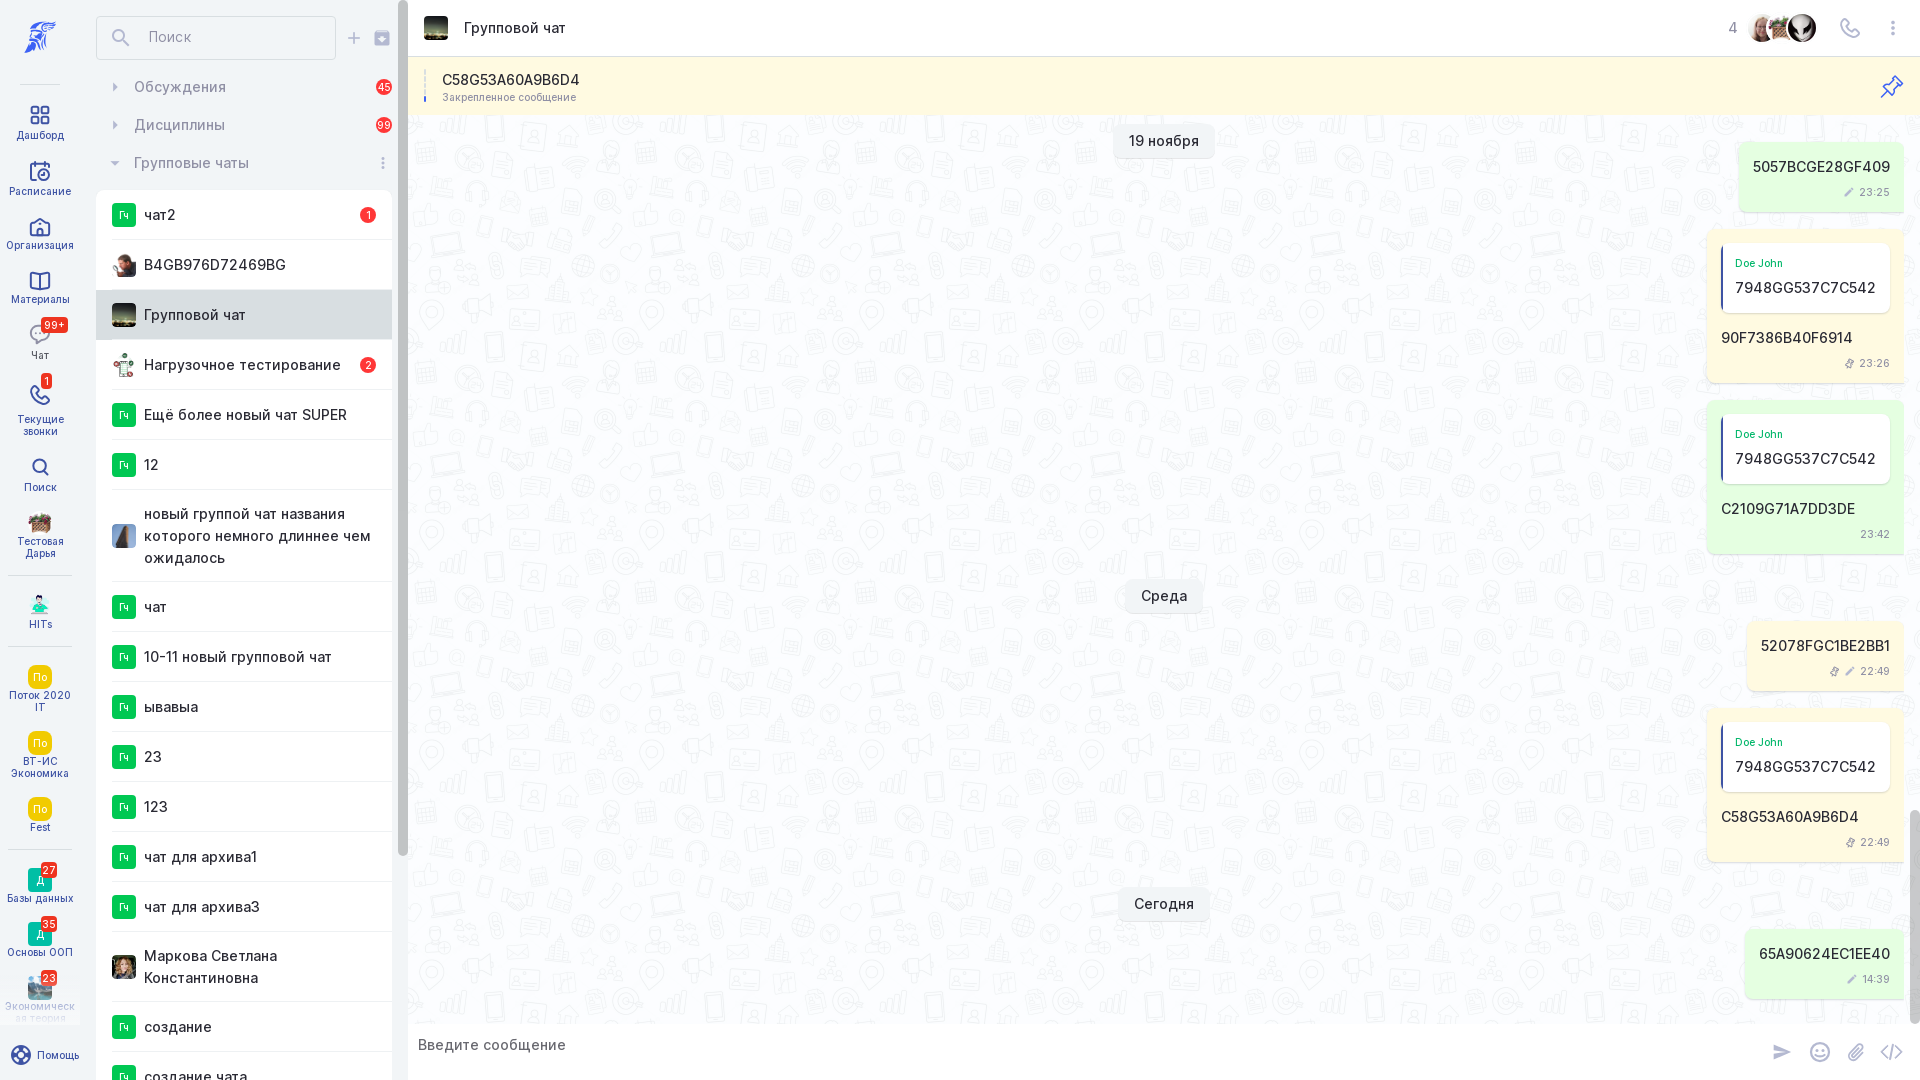 Дашборд
Расписание
Организация
Материалы
99+
Чат
1
Текущие
звонки
Поиск
Тестовая
Дарья
HITs
По
Поток 2020
IT
По
ВТ-ИС
Экономика
По
Fest
27
Д
Базы данных
35
Д
Основы ООП
23
Экономическ
ая теория
Помощь
Поиск
Обсуждения
45
Дисциплины
99
Групповые чаты
Гч
чат2
1
B4GB976D72469BG
Групповой чат
Нагрузочное тестирование
2
Гч
Ещё более новый чат SUPER
Гч
12
новый группой чат названия
которого немного длиннее чем
ожидалось
Гч
чат
Гч
10-11 новый групповой чат
Гч
ывавыа
Гч
23
Гч
123
Гч
чат для архива1
Гч
чат для архива3
Маркова Светлана
Константиновна
Гч
создание
Гч
создание чата
Групповой чат
4
C58G53A60A9B6D4
Закрепленное сообщение
19 ноября
5057BCGE28GF409
23:25
Doe John
7948GG537C7C542
90F7386B40F6914
23:26
Doe John
7948GG537C7C542
C2109G71A7DD3DE
23:42
Среда
52078FGC1BE2BB1
22:49
Doe John
7948GG537C7C542
C58G53A60A9B6D4
22:49
Сегодня
65A90624EC1EE40
14:39
Введите сообщение